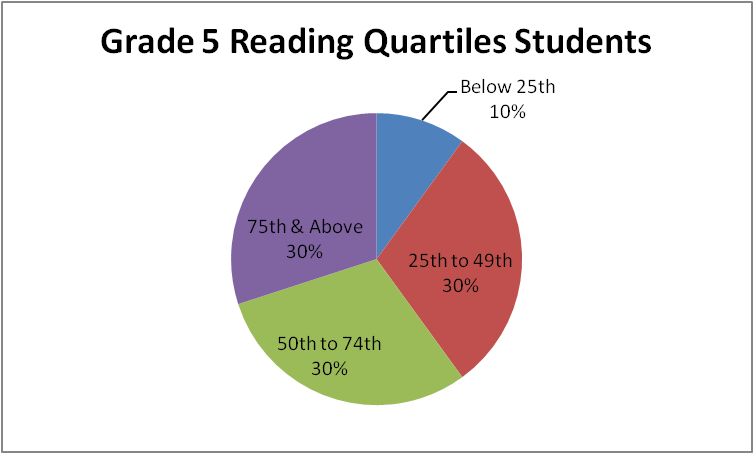 Grade 5 Reading Quartiles Students
Below 25th
10%
25th to 49th
30%
50th to 74th
30%
75th & Above
30%